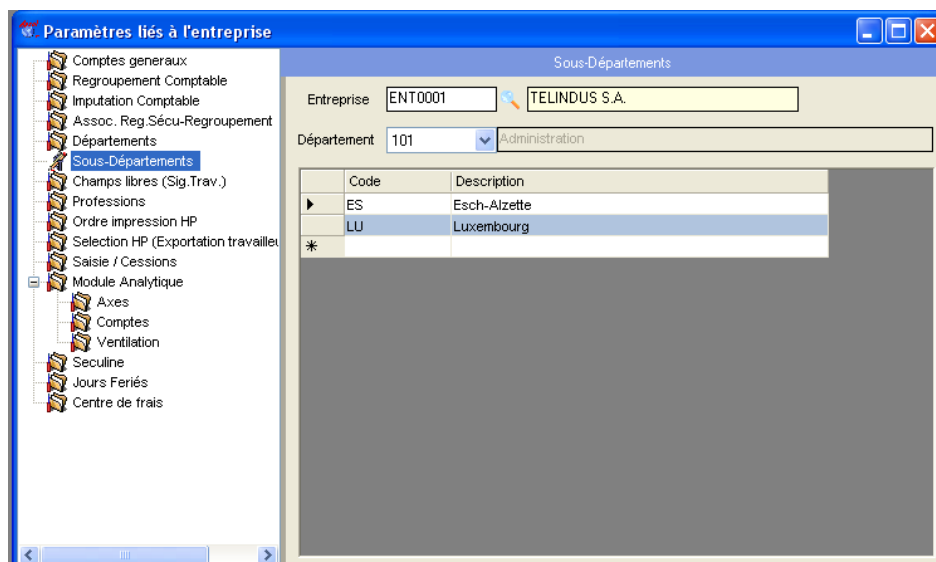 Paramètres liés à l'entreprise
Comptes generaux
Regroupement Comptable
Imputation Comptable
Assoc. Reg.Sécu-Regroupement
Départements
Sous-Départements
Champs libres (Sig.Trav.)
Professions
Ordre impression HP
Selection HP (Exportation travailleu
Saisie / Cessions
Module Analytique
Axes
Comptes
Ventilation
Seculine
Jours Feriés
Centre de frais
Sous-Départements
Entreprise ENT0001 TELINDUS S.A.
Département 101 Administration
Code Description
ES Esch-Alzette
LU Luxembourg